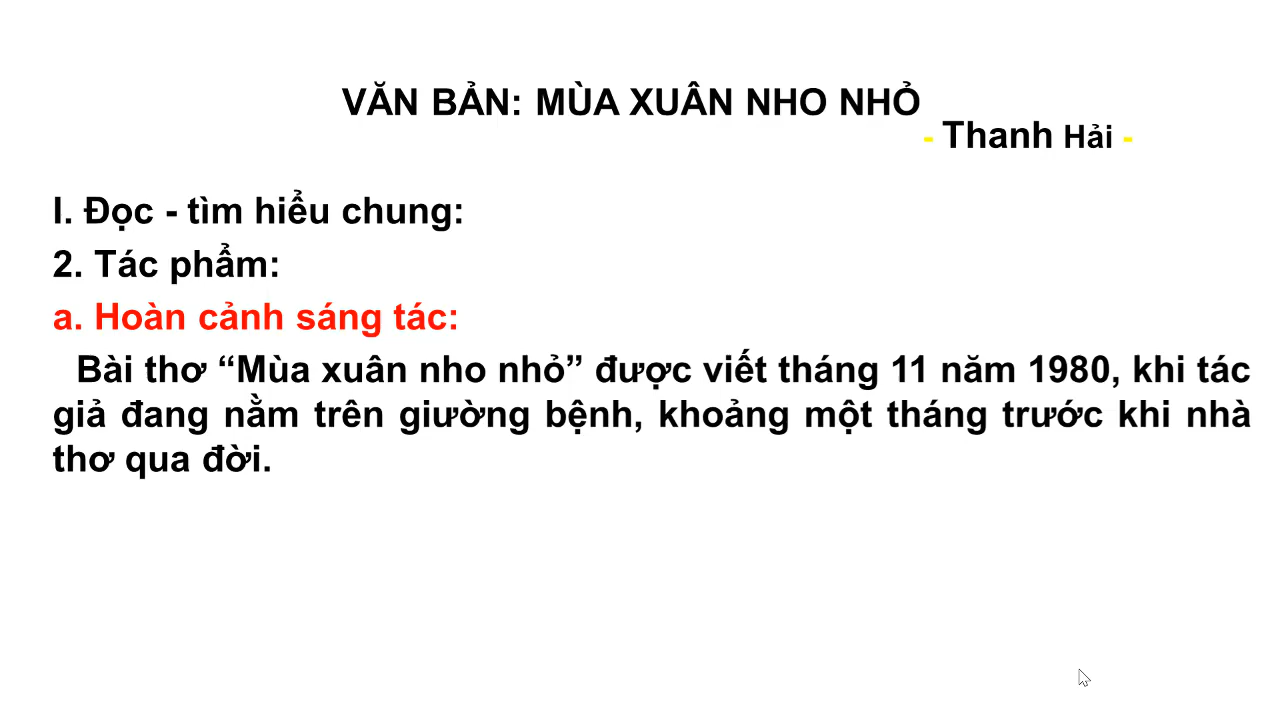 VĂN BẢN: MÙA XUÂN NHO NHỎ
- Thanh Hải -
I. Đọc - tìm hiểu chung:
2. Tác phẩm:
a. Hoàn cảnh sáng tác:
Bài thơ “Mùa xuân nho nhỏ” được viết tháng 11 năm 1980, khi tác
giả đang nằm trên giường bệnh, khoảng một tháng trước khi nhà
thơ qua đời.